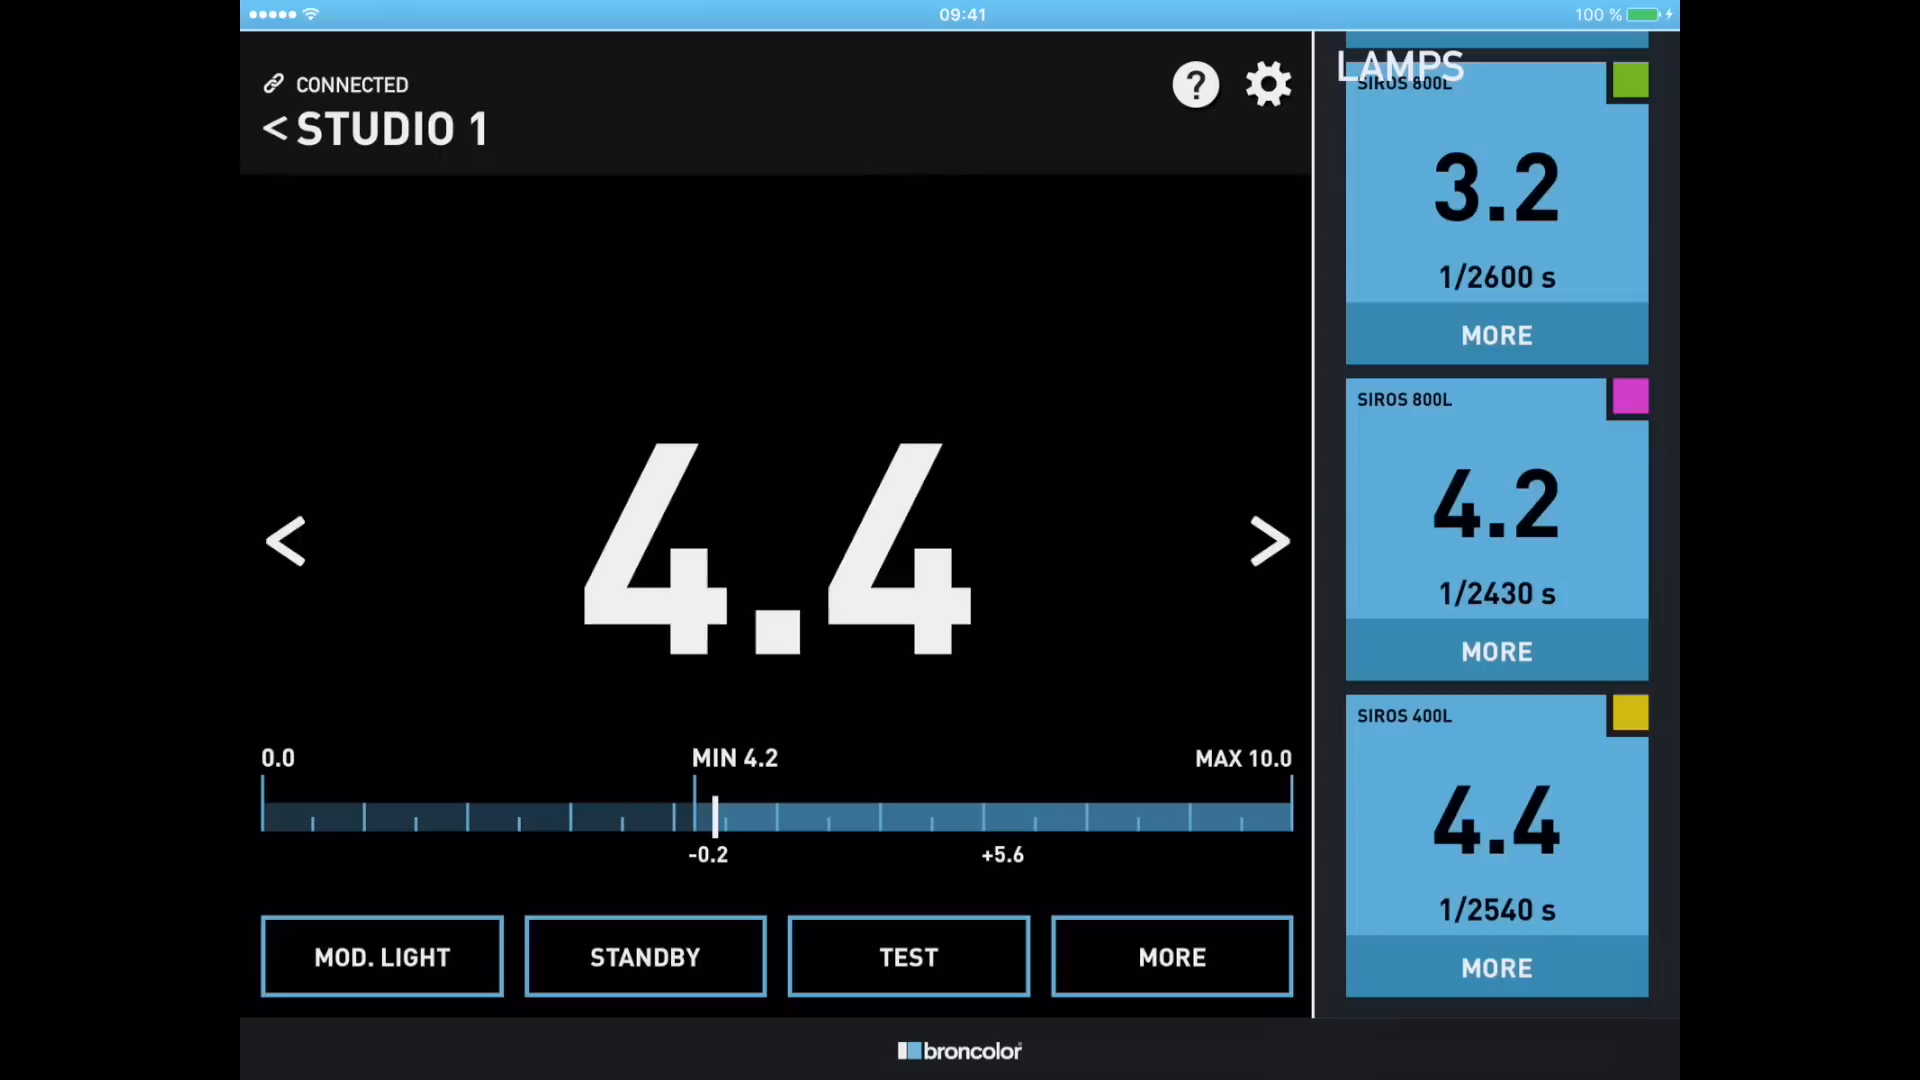 09:41
100 %
CONNECTED
< STUDIO 1
?
4.4
< >
0.0
MIN 4.2
MAX 10.0
-0.2
+5.6
MOD. LIGHT
STANDBY
TEST
MORE
LAMPS
SIROS 800L
3.2
1/2600 s
MORE
SIROS 800L
4.2
1/2430 s
MORE
SIROS 400L
4.4
1/2540 s
MORE
broncolor